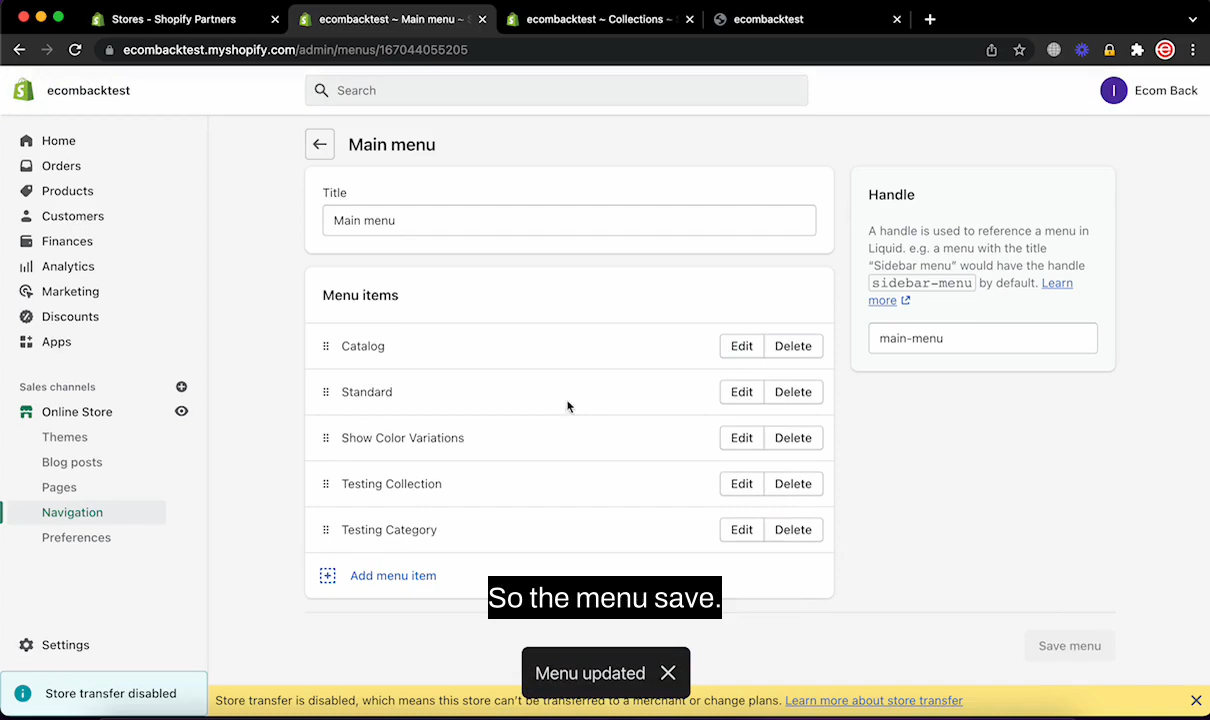 Stores - Shopify Partners
ecombacktest ~ Main menu ~ S
ecombacktest ~ Collections ~ S
ecombacktest
ecombacktest.myshopify.com/admin/menus/167044055205
ecombacktest
Search
I
Ecom Back
Home
Orders
Products
Customers
Finances
Analytics
Marketing
Discounts
Apps
Sales channels
Online Store
Themes
Blog posts
Pages
Navigation
Preferences
Settings
Store transfer disabled
Main menu
Title
Main menu
Menu items
Catalog
Edit
Delete
Standard
Edit
Delete
Show Color Variations
Edit
Delete
Testing Collection
Edit
Delete
Testing Category
Edit
Delete
Add menu item
Handle
A handle is used to reference a menu in
Liquid. e.g. a menu with the title
“Sidebar menu” would have the handle
sidebar-menu by default. Learn
more
main-menu
So the menu save.
Save menu
Menu updated
Store transfer is disabled, which means this store can’t be transferred to a merchant or change plans. Learn more about store transfer